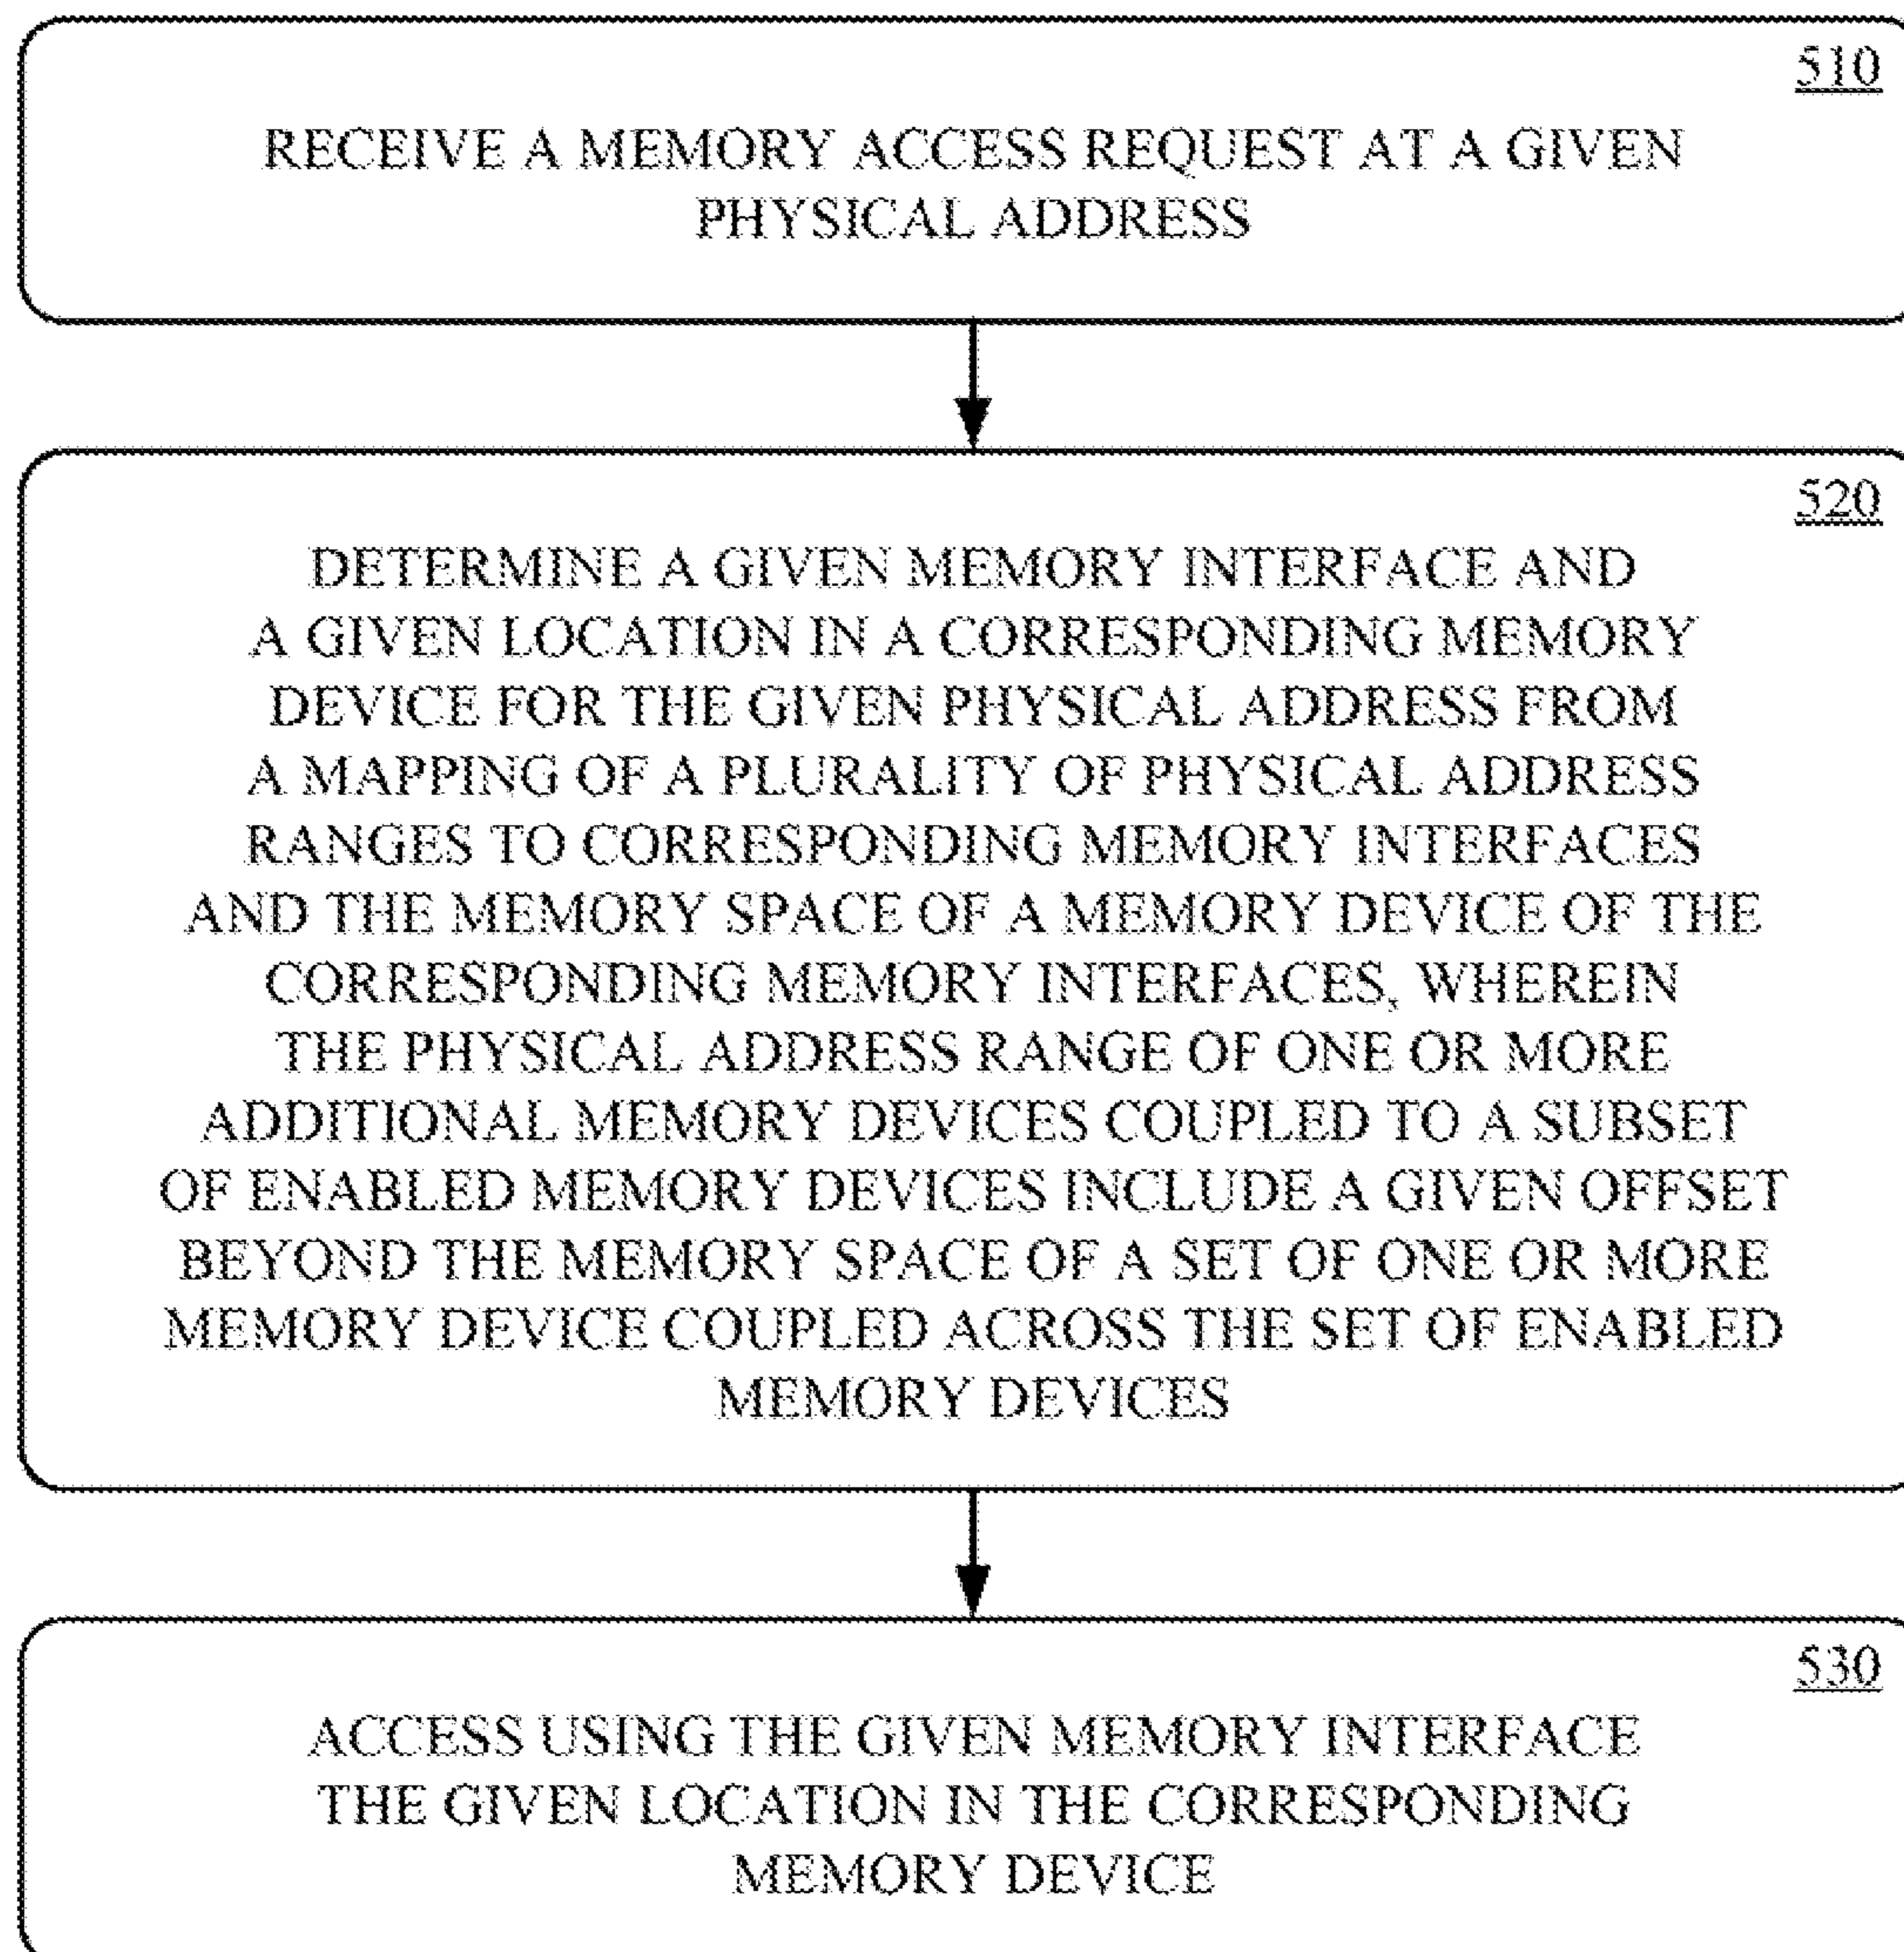 510
RECEIVE A MEMORY ACCESS REQUEST AT A GIVEN
PHYSICAL ADDRESS
520
DETERMINE A GIVEN MEMORY INTERFACE AND
A GIVEN LOCATION IN A CORRESPONDING MEMORY
DEVICE FOR THE GIVEN PHYSICAL ADDRESS FROM
A MAPPING OF A PLURALITY OF PHYSICAL ADDRESS
RANGES TO CORRESPONDING MEMORY INTERFACES
AND THE MEMORY SPACE OF A MEMORY DEVICE OF THE
CORRESPONDING MEMORY INTERFACES, WHEREIN
THE PHYSICAL ADDRESS RANGE OF ONE OR MORE
ADDITIONAL MEMORY DEVICES COUPLED TO A SUBSET
OF ENABLED MEMORY DEVICES INCLUDE A GIVEN OFFSET
BEYOND THE MEMORY SPACE OF A SET OF ONE OR MORE
MEMORY DEVICE COUPLED ACROSS THE SET OF ENABLED
MEMORY DEVICES
530
ACCESS USING THE GIVEN MEMORY INTERFACE
THE GIVEN LOCATION IN THE CORRESPONDING
MEMORY DEVICE